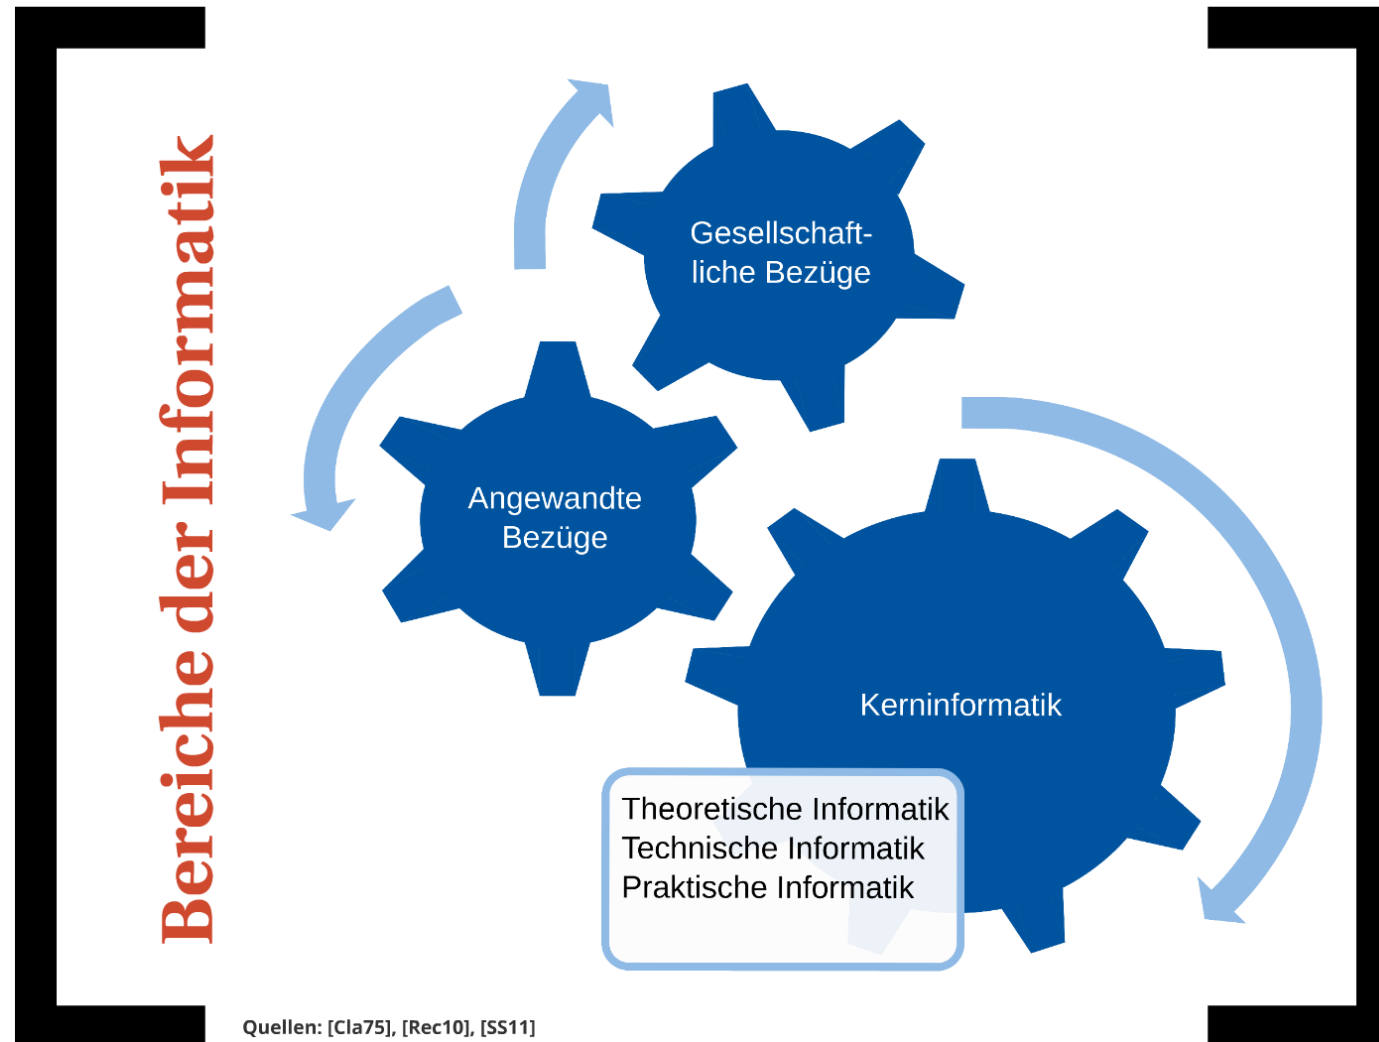 Bereiche der Informatik
Gesellschaft-
liche Bezüge
Angewandte
Bezüge
Kerninformatik
Theoretische Informatik
Technische Informatik
Praktische Informatik
Quellen: [Cla75], [Rec10], [SS11]